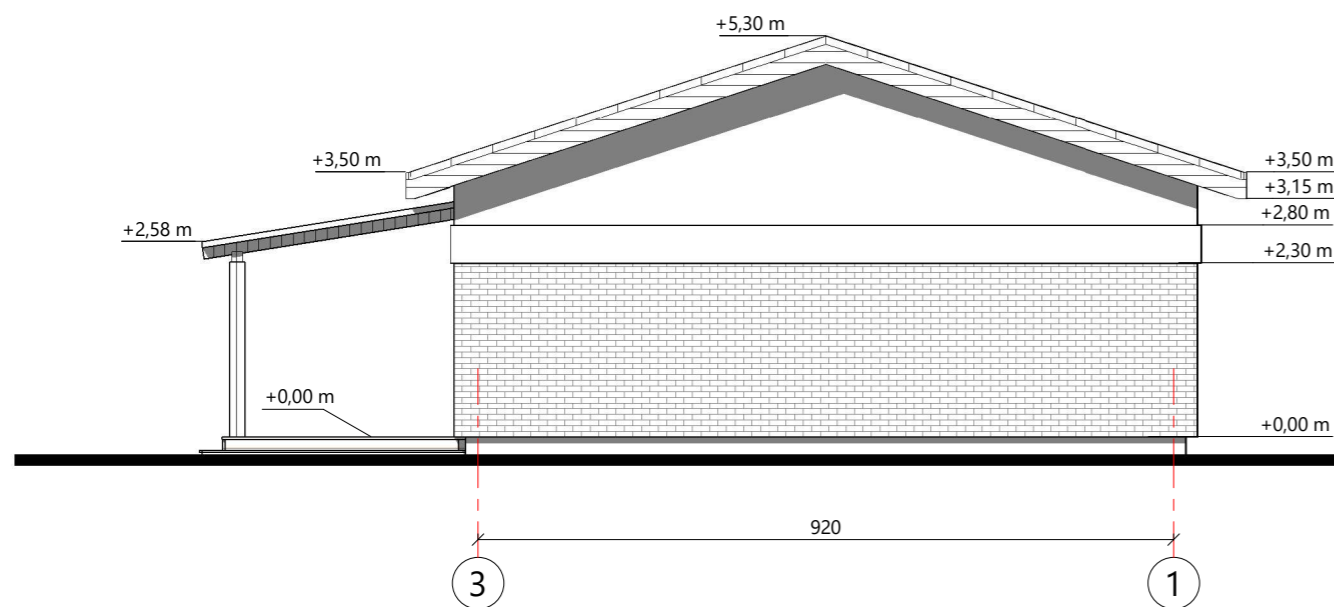 +5,30 m
+3,50 m
+3,50 m
+3,15 m
+2,80 m
+2,58 m
+2,30 m
+0,00 m
+0,00 m
920
3
1